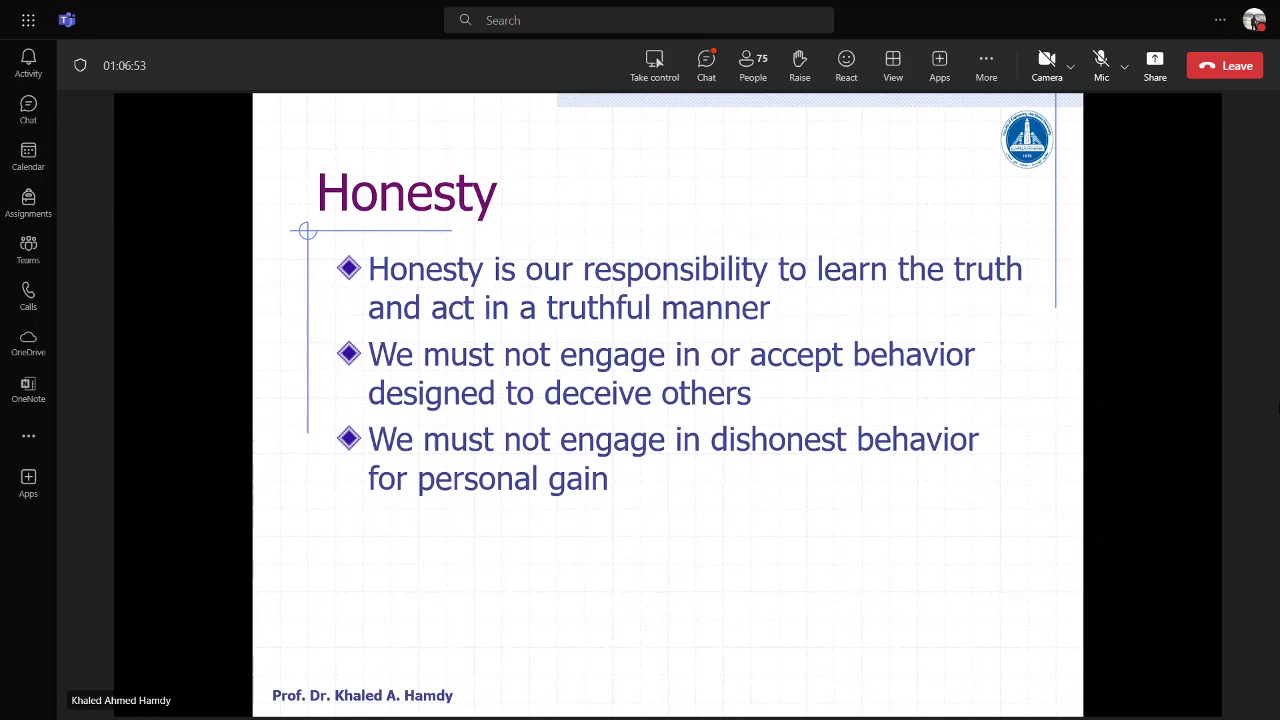 Search
01:06:53
Take control
Chat
75
People
Raise
React
View
Apps
More
Camera
Mic
Share
Leave
Activity
Chat
Calendar
Assignments
Teams
Calls
OneDrive
OneNote
Apps
Honesty
Honesty is our responsibility to learn the truth
and act in a truthful manner
We must not engage in or accept behavior
designed to deceive others
We must not engage in dishonest behavior
for personal gain
Prof. Dr. Khaled A. Hamdy
Khaled Ahmed Hamdy